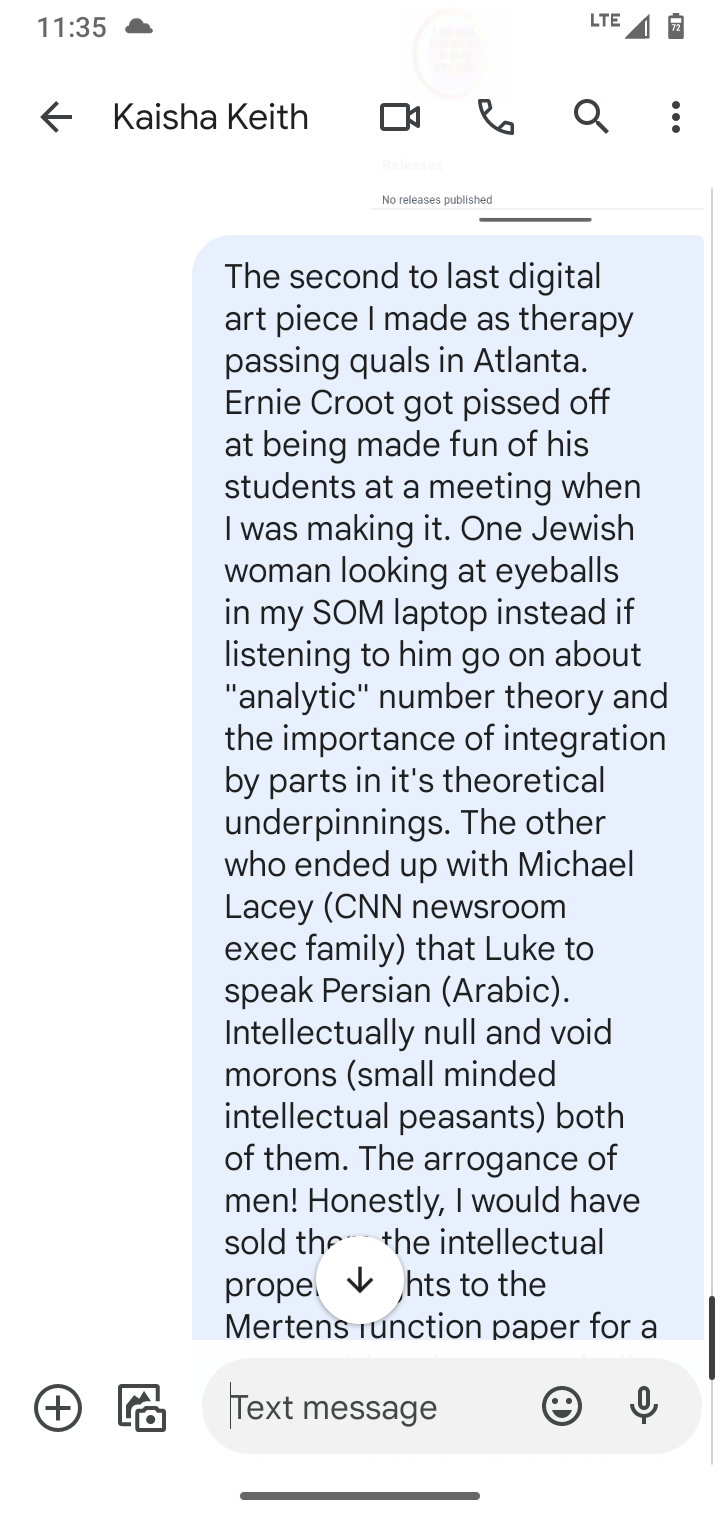 11:35
LTE
72
Kaisha Keith
Releases
No releases published
The second to last digital
art piece I made as therapy
passing quals in Atlanta.
Ernie Croot got pissed off
at being made fun of his
students at a meeting when
I was making it. One Jewish
woman looking at eyeballs
in my SOM laptop instead if
listening to him go on about
"analytic" number theory and
the importance of integration
by parts in it's theoretical
underpinnings. The other
who ended up with Michael
Lacey (CNN newsroom
exec family) that Luke to
speak Persian (Arabic).
Intellectually null and void
morons (small minded
intellectual peasants) both
of them. The arrogance of
men! Honestly, I would have
sold the intellectual
to the
Mertens function paper for a
Text message